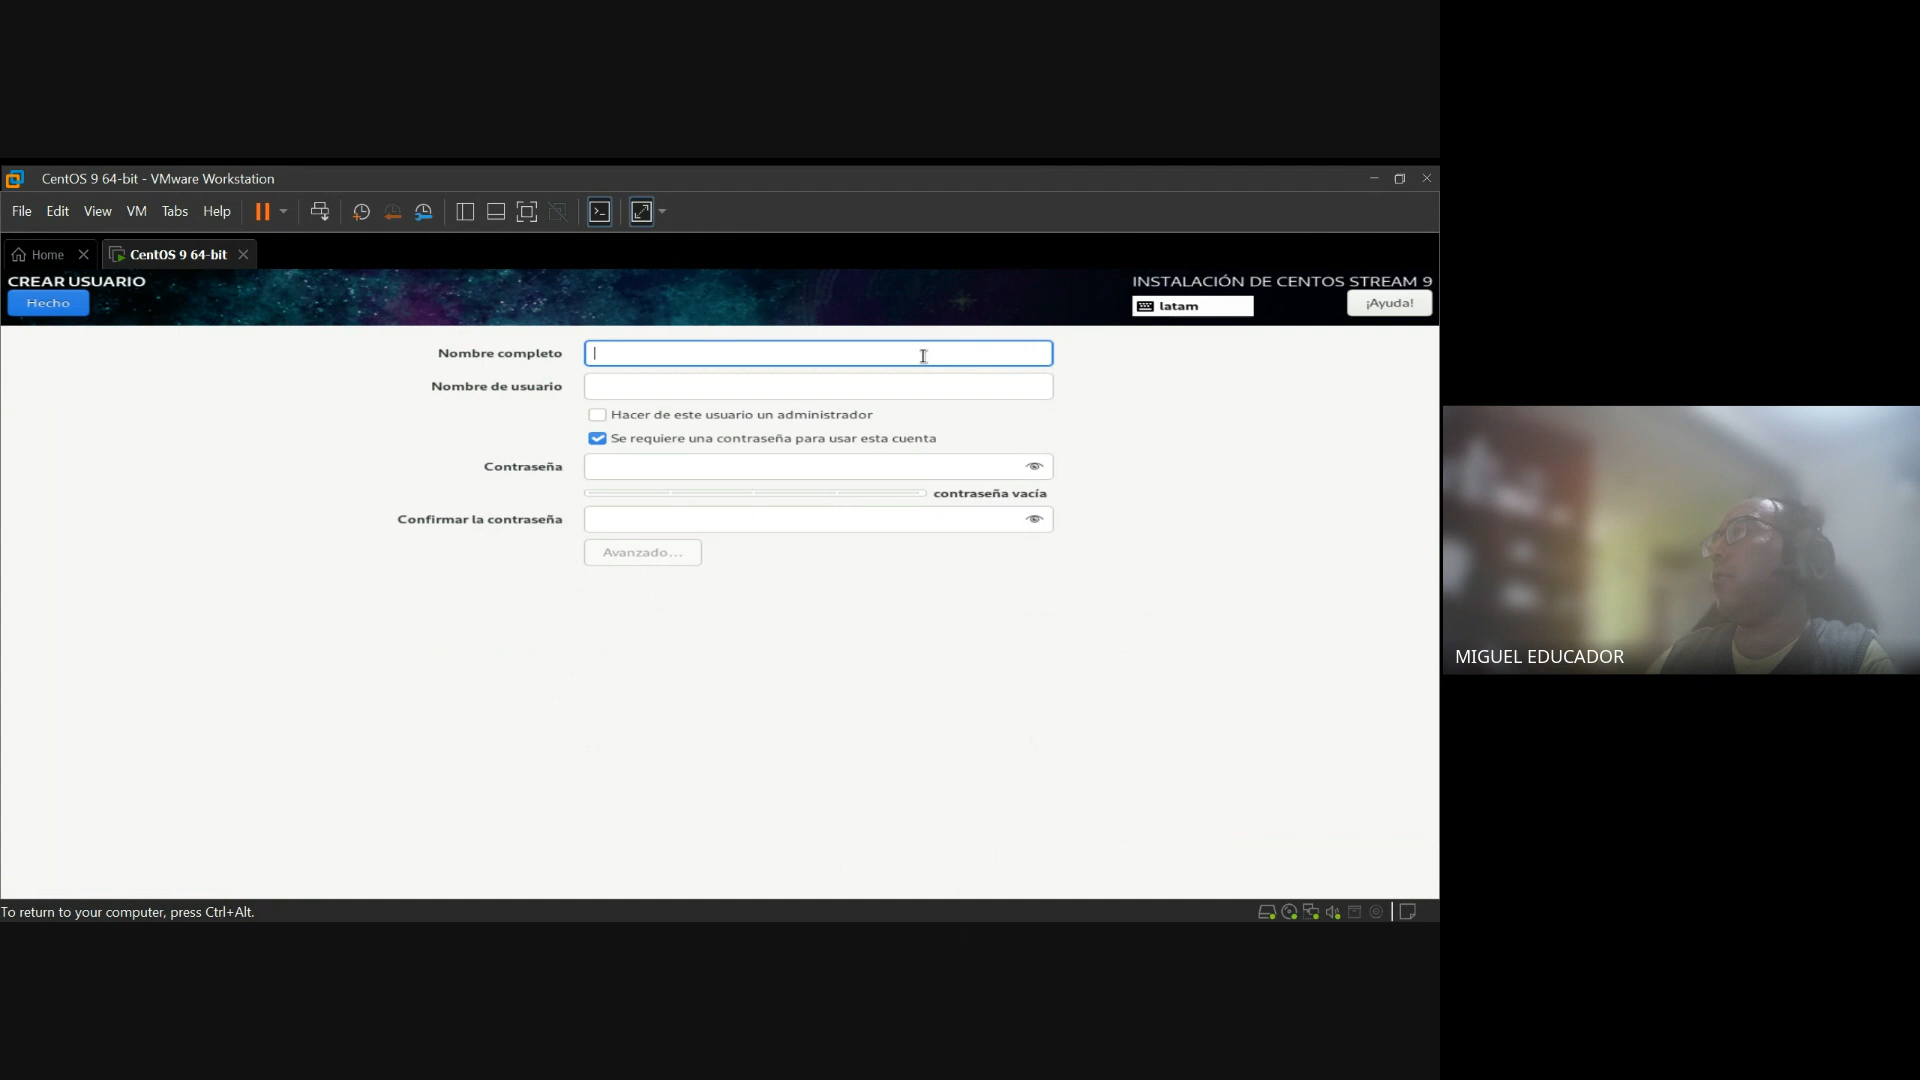 CentOS 9 64-bit - VMware Workstation
File Edit View VM Tabs Help
Home
CentOS 9 64-bit
CREAR USUARIO
INSTALACIÓN DE CENTOS STREAM 9
Hecho
latam
¡Ayuda!
Nombre completo
Nombre de usuario
Hacer de este usuario un administrador
Se requiere una contraseña para usar esta cuenta
Contraseña
contraseña vacía
Confirmar la contraseña
Avanzado...
MIGUEL EDUCADOR
To return to your computer, press Ctrl+Alt.